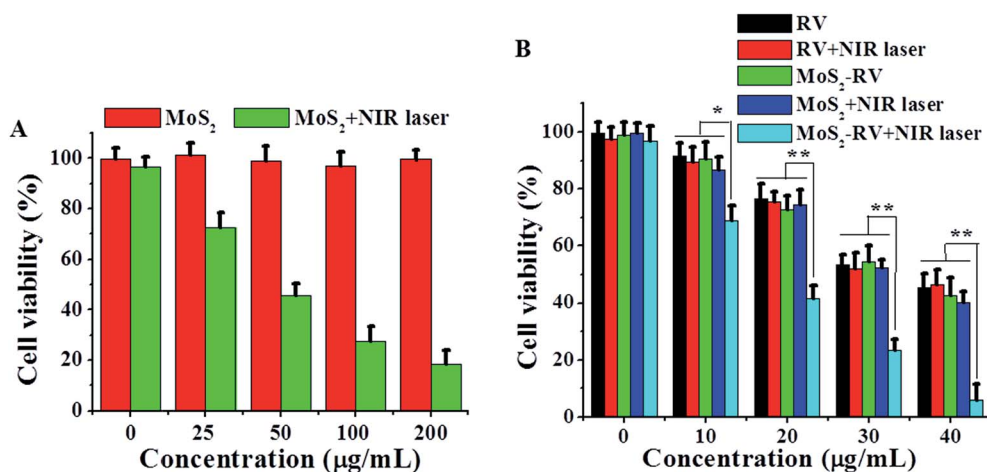 A
MoS₂ MoS₂+NIR laser
Cell viability (%)
100
80
60
40
20
0
0 25 50 100 200
Concentration (μg/mL)
B
RV
RV+NIR laser
MoS₂-RV
MoS₂+NIR laser
MoS₂-RV+NIR laser
Cell viability (%)
100
80
60
40
20
0
*
**
**
**
0 10 20 30 40
Concentration (μg/mL)